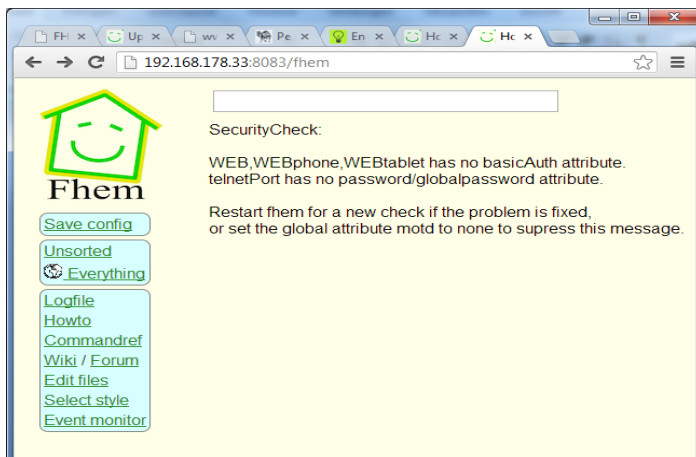 FH
Up
wv
Pe
En
Hc
Hc
192.168.178.33:8083/fhem
Fhem
Save config
Unsorted
Everything
Logfile
Howto
Commandref
Wiki / Forum
Edit files
Select style
Event monitor
SecurityCheck:
WEB,WEBphone,WEBtablet has no basicAuth attribute.
telnetPort has no password/globalpassword attribute.
Restart fhem for a new check if the problem is fixed,
or set the global attribute motd to none to supress this message.